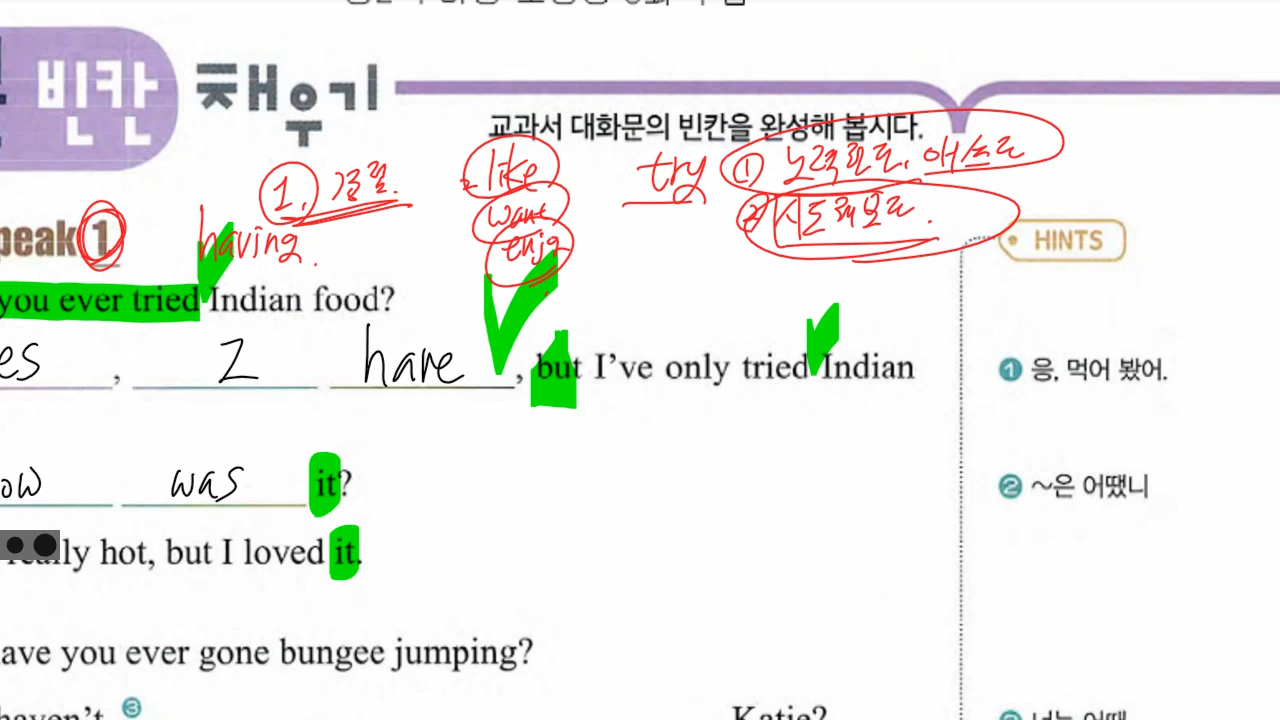 빈칸 채우기
교과서 대화문의 빈칸을 완성해 봅시다.
1. 경험. like try ① 노력한다, 애쓰다
want ② 시도해보다.
peak 1 having. enjoy HINTS
you ever tried Indian food?
es, I have, but I've only tried Indian ① 응, 먹어 봤어.
ow was it? ② ~은 어땠니
really hot, but I loved it.
ave you ever gone bungee jumping?
haven't. ③ Katie?